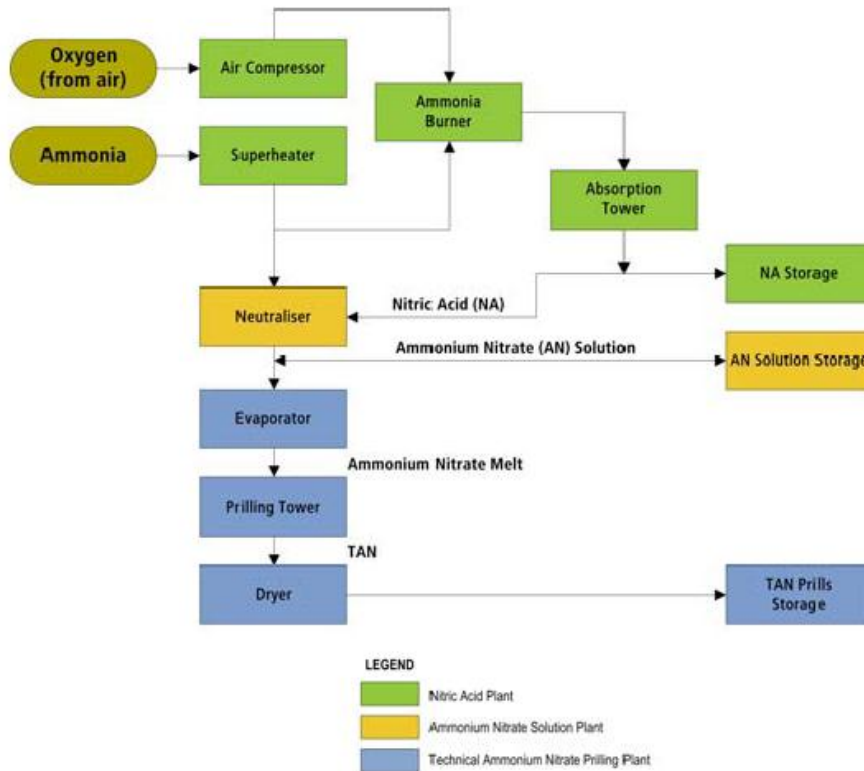 Oxygen
(from air)
Air Compressor
Ammonia
Burner
Ammonia
Superheater
Absorption
Tower
NA Storage
Nitric Acid (NA)
Neutraliser
Ammonium Nitrate (AN) Solution
AN Solution Storage
Evaporator
Ammonium Nitrate Melt
Prilling Tower
TAN
Dryer
TAN Prills
Storage
LEGEND
Nitric Acid Plant
Ammonium Nitrate Solution Plant
Technical Ammonium Nitrate Prilling Plant